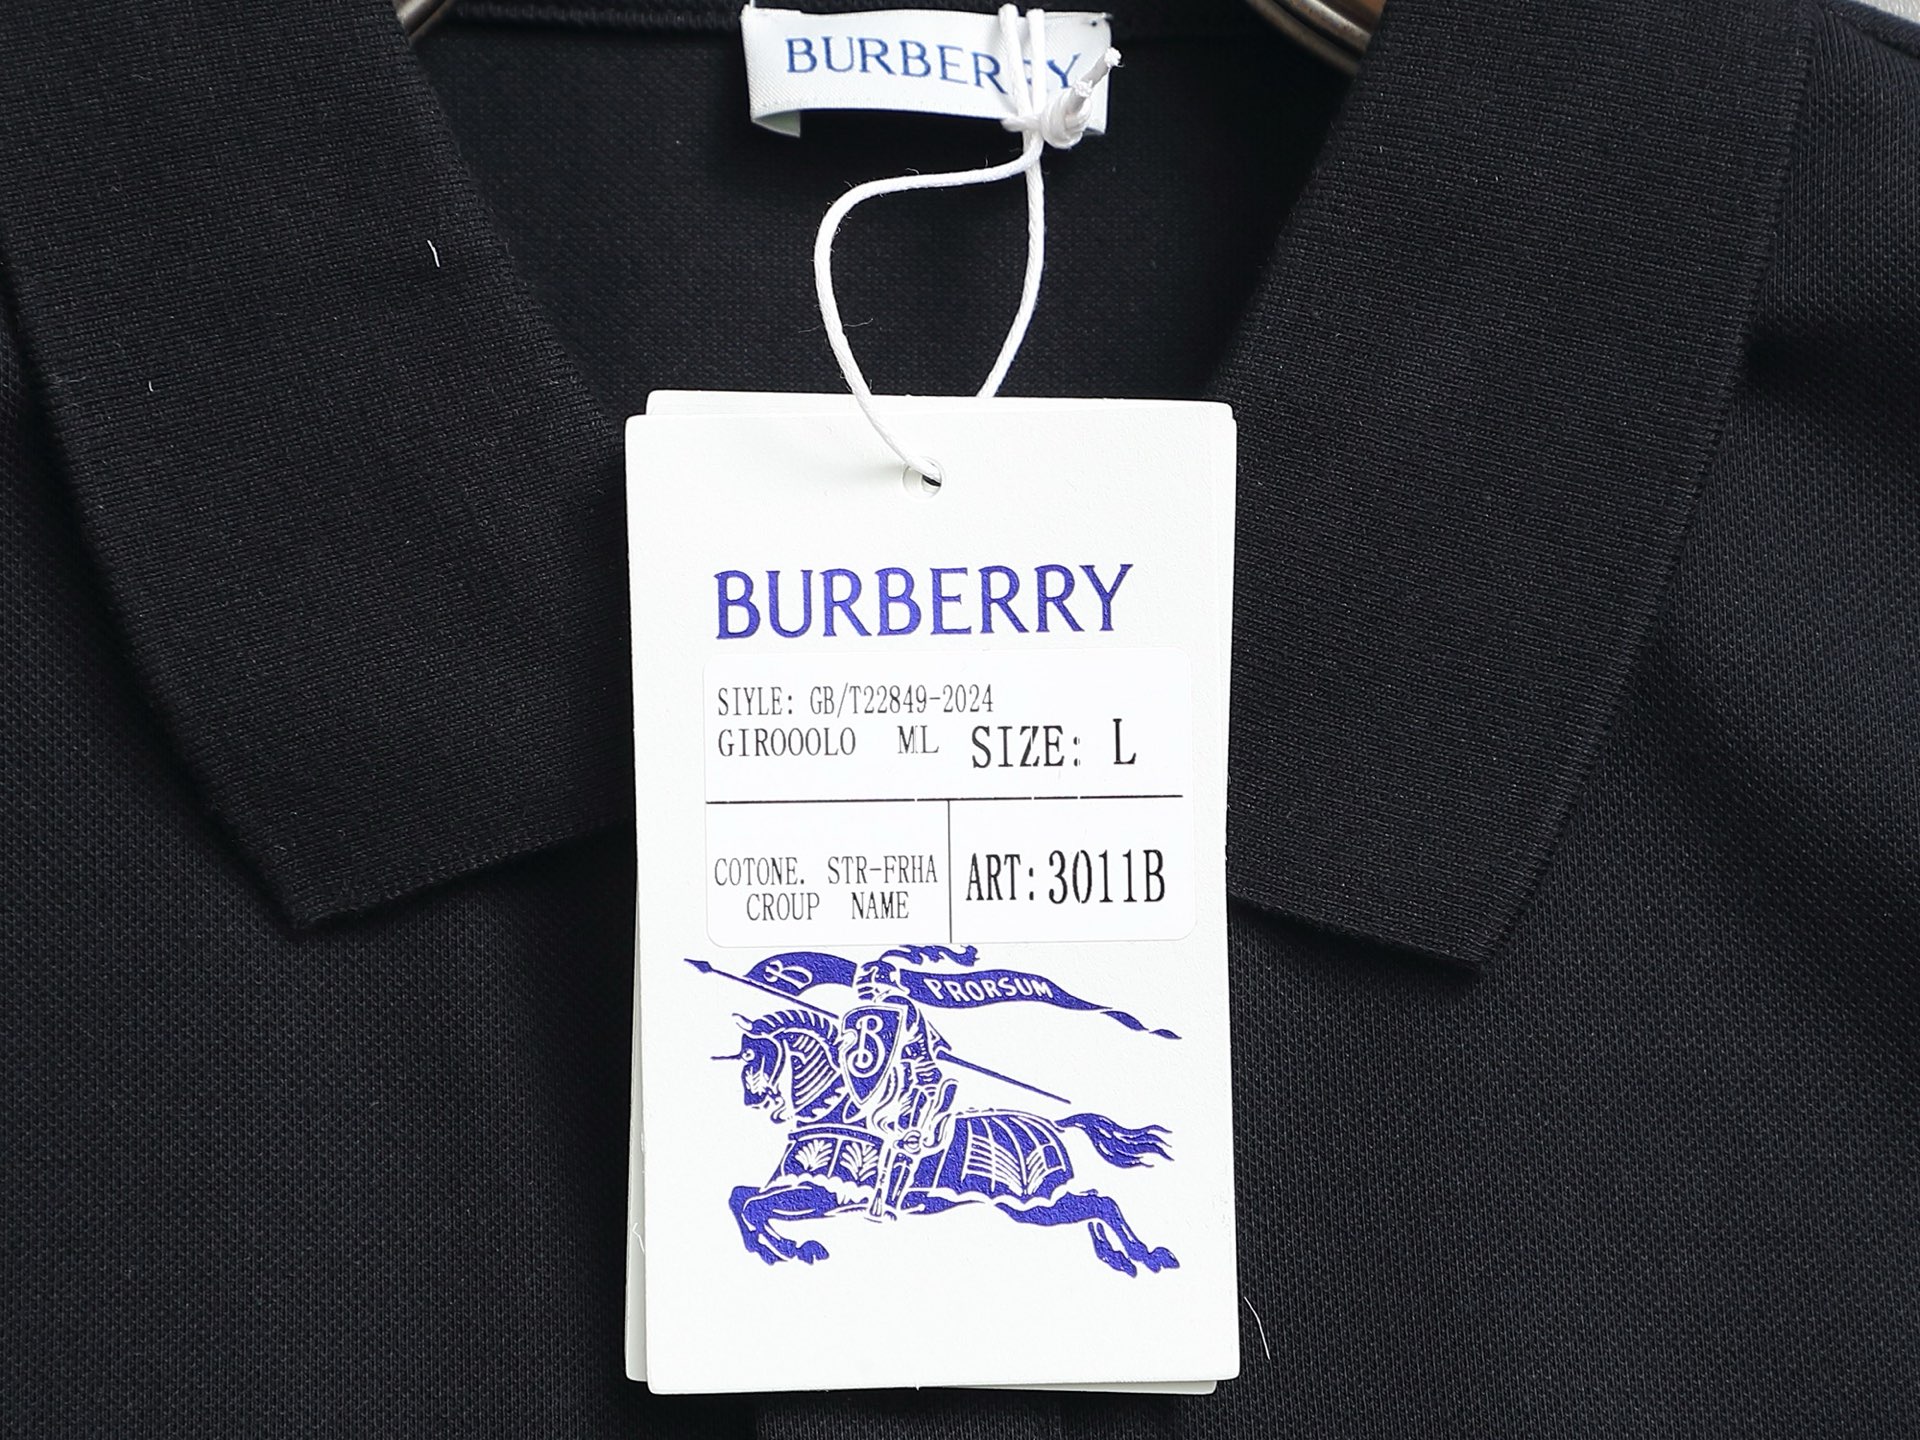 BURBERRY
BURBERRY
SIYLE: GB/T22849-2024
GIROOOLO ML SIZE: L
COTONE. STR-FRHA
CROUP NAME
ART: 3011B
PRORSUM
B